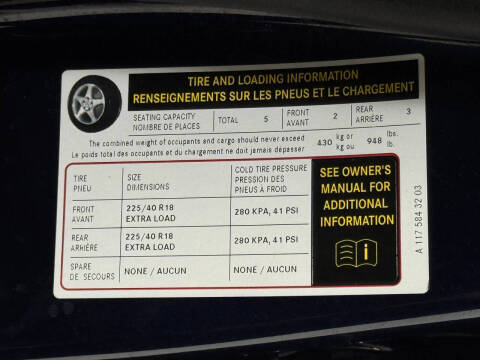 TIRE AND LOADING INFORMATION
RENSEIGNEMENTS SUR LES PNEUS ET LE CHARGEMENT
SEATING CAPACITY
NOMBRE DE PLACES
TOTAL 5
FRONT
AVANT 2
REAR
ARRIÈRE 3
The combined weight of occupants and cargo should never exceed
Le poids total des occupants et du chargement ne doit jamais dépasser
430 kg or
kg ou
948 lbs.
lb.
TIRE
PNEU
SIZE
DIMENSIONS
COLD TIRE PRESSURE
PRESSION DES
PNEUS À FROID
FRONT
AVANT
225/40 R18
EXTRA LOAD
280 KPA, 41 PSI
REAR
ARRIÈRE
225/40 R18
EXTRA LOAD
280 KPA, 41 PSI
SPARE
DE SECOURS
NONE / AUCUN
NONE / AUCUN
SEE OWNER'S
MANUAL FOR
ADDITIONAL
INFORMATION
i
A 117 584 32 03